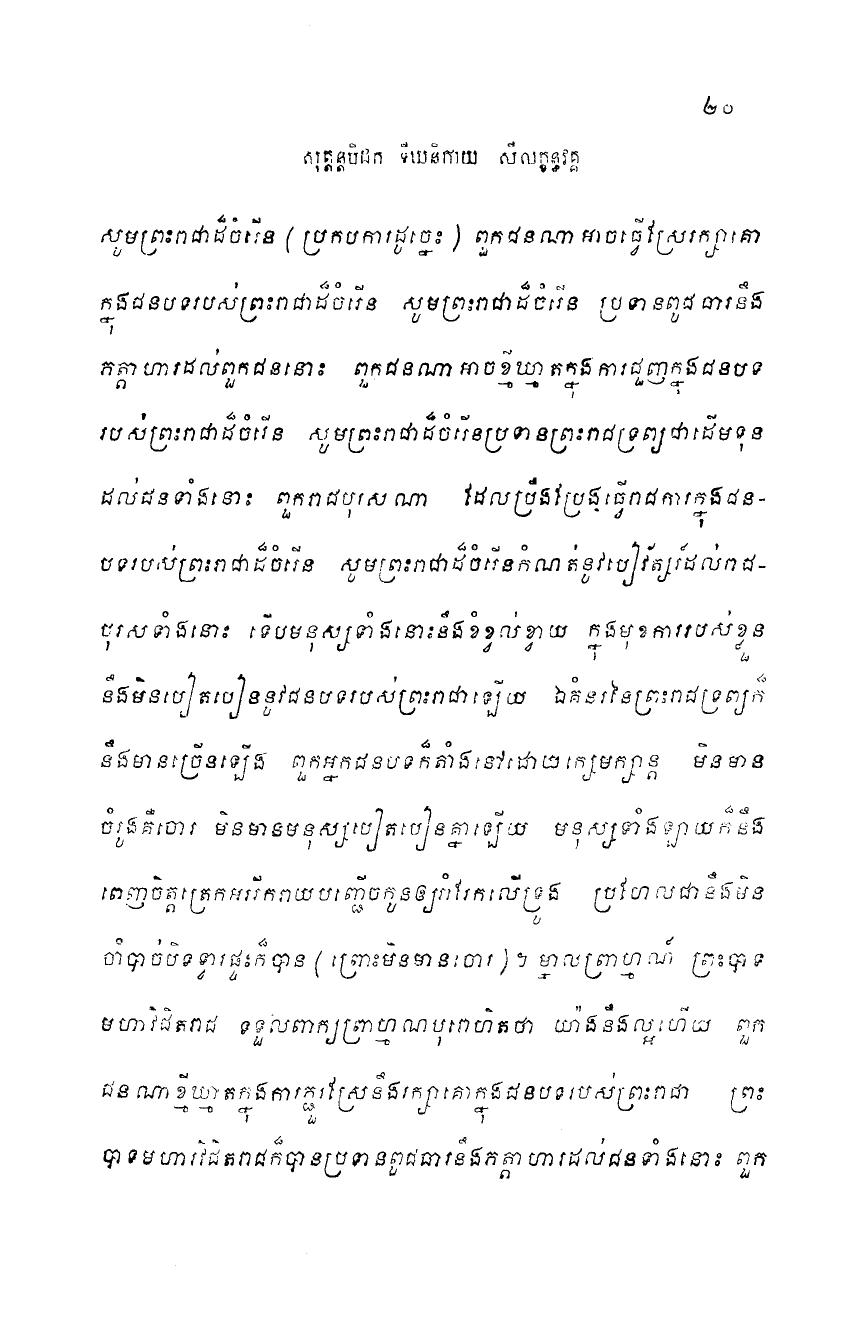 ២០
សុត្តន្តបិដក ទីឃនិកាយ សីលក្ខន្ធវគ្គ
សូមព្រះរាជាដ៏ចំរើន (ប្រកបការដូច្នេះ) ពួកជនណា អាចធ្វើស្រែរក្សាគោ
ក្នុងជនបទរបស់ព្រះរាជាដ៏ចំរើន សូមព្រះរាជាដ៏ចំរើន ប្រទានពូជធារនឹង
ភត្តាហារដល់ពួកជននោះ ពួកជនណា អាចខ្មីឃ្មាតក្នុងការជួញក្នុងជនបទ
របស់ព្រះរាជាដ៏ចំរើន សូមព្រះរាជាដ៏ចំរើនប្រទានព្រះរាជទ្រព្យជាដើមទុន
ដល់ជនទាំងនោះ ពួករាជបុរសណា ដែលប្រឹងប្រែងធ្វើរាជការក្នុងជន-
បទរបស់ព្រះរាជាដ៏ចំរើន សូមព្រះរាជាដ៏ចំរើនកំណត់នូវបៀវ័ត្សរ៍ដល់រាជ-
បុរសទាំងនោះ ទើបមនុស្សទាំងនោះនឹងខំខ្វល់ខ្វាយ ក្នុងមុខការរបស់ខ្លួន
នឹងមិនបៀតបៀននូវជនបទរបស់ព្រះរាជាឡើយ ឯគំនរនៃព្រះរាជទ្រព្យក៏
នឹងមានច្រើនឡើង ពួកអ្នកជនបទក៏តាំងនៅដោយក្សេមក្សាន្ត មិនមាន
ចំរូងគឺចោរ មិនមានមនុស្សបៀតបៀនគ្នាឡើយ មនុស្សទាំងឡាយក៏នឹង
ពេញចិត្តត្រេកអររីករាយបញ្ជើចកូនឲ្យរាំរែកលើទ្រូង ប្រហែលជានឹងមិន
ចាំបាច់បិទទ្វារផ្ទះក៏បាន (ព្រោះមិនមានចោរ)។ ម្នាលព្រាហ្មណ៍ ព្រះបាទ
មហាវិជិតរាជ ទទួលពាក្យព្រាហ្មណបុរោហិតថា យ៉ាងនឹងល្អហើយ ពួក
ជនណាខ្មីឃ្មាតក្នុងការភ្ជួរស្រែនឹងរក្សាគោក្នុងជនបទរបស់ព្រះរាជា ព្រះ
បាទមហារវិជិតរាជក៏បានប្រទានពូជធារនឹងភត្តាហារដល់ជនទាំងនោះ ពួក